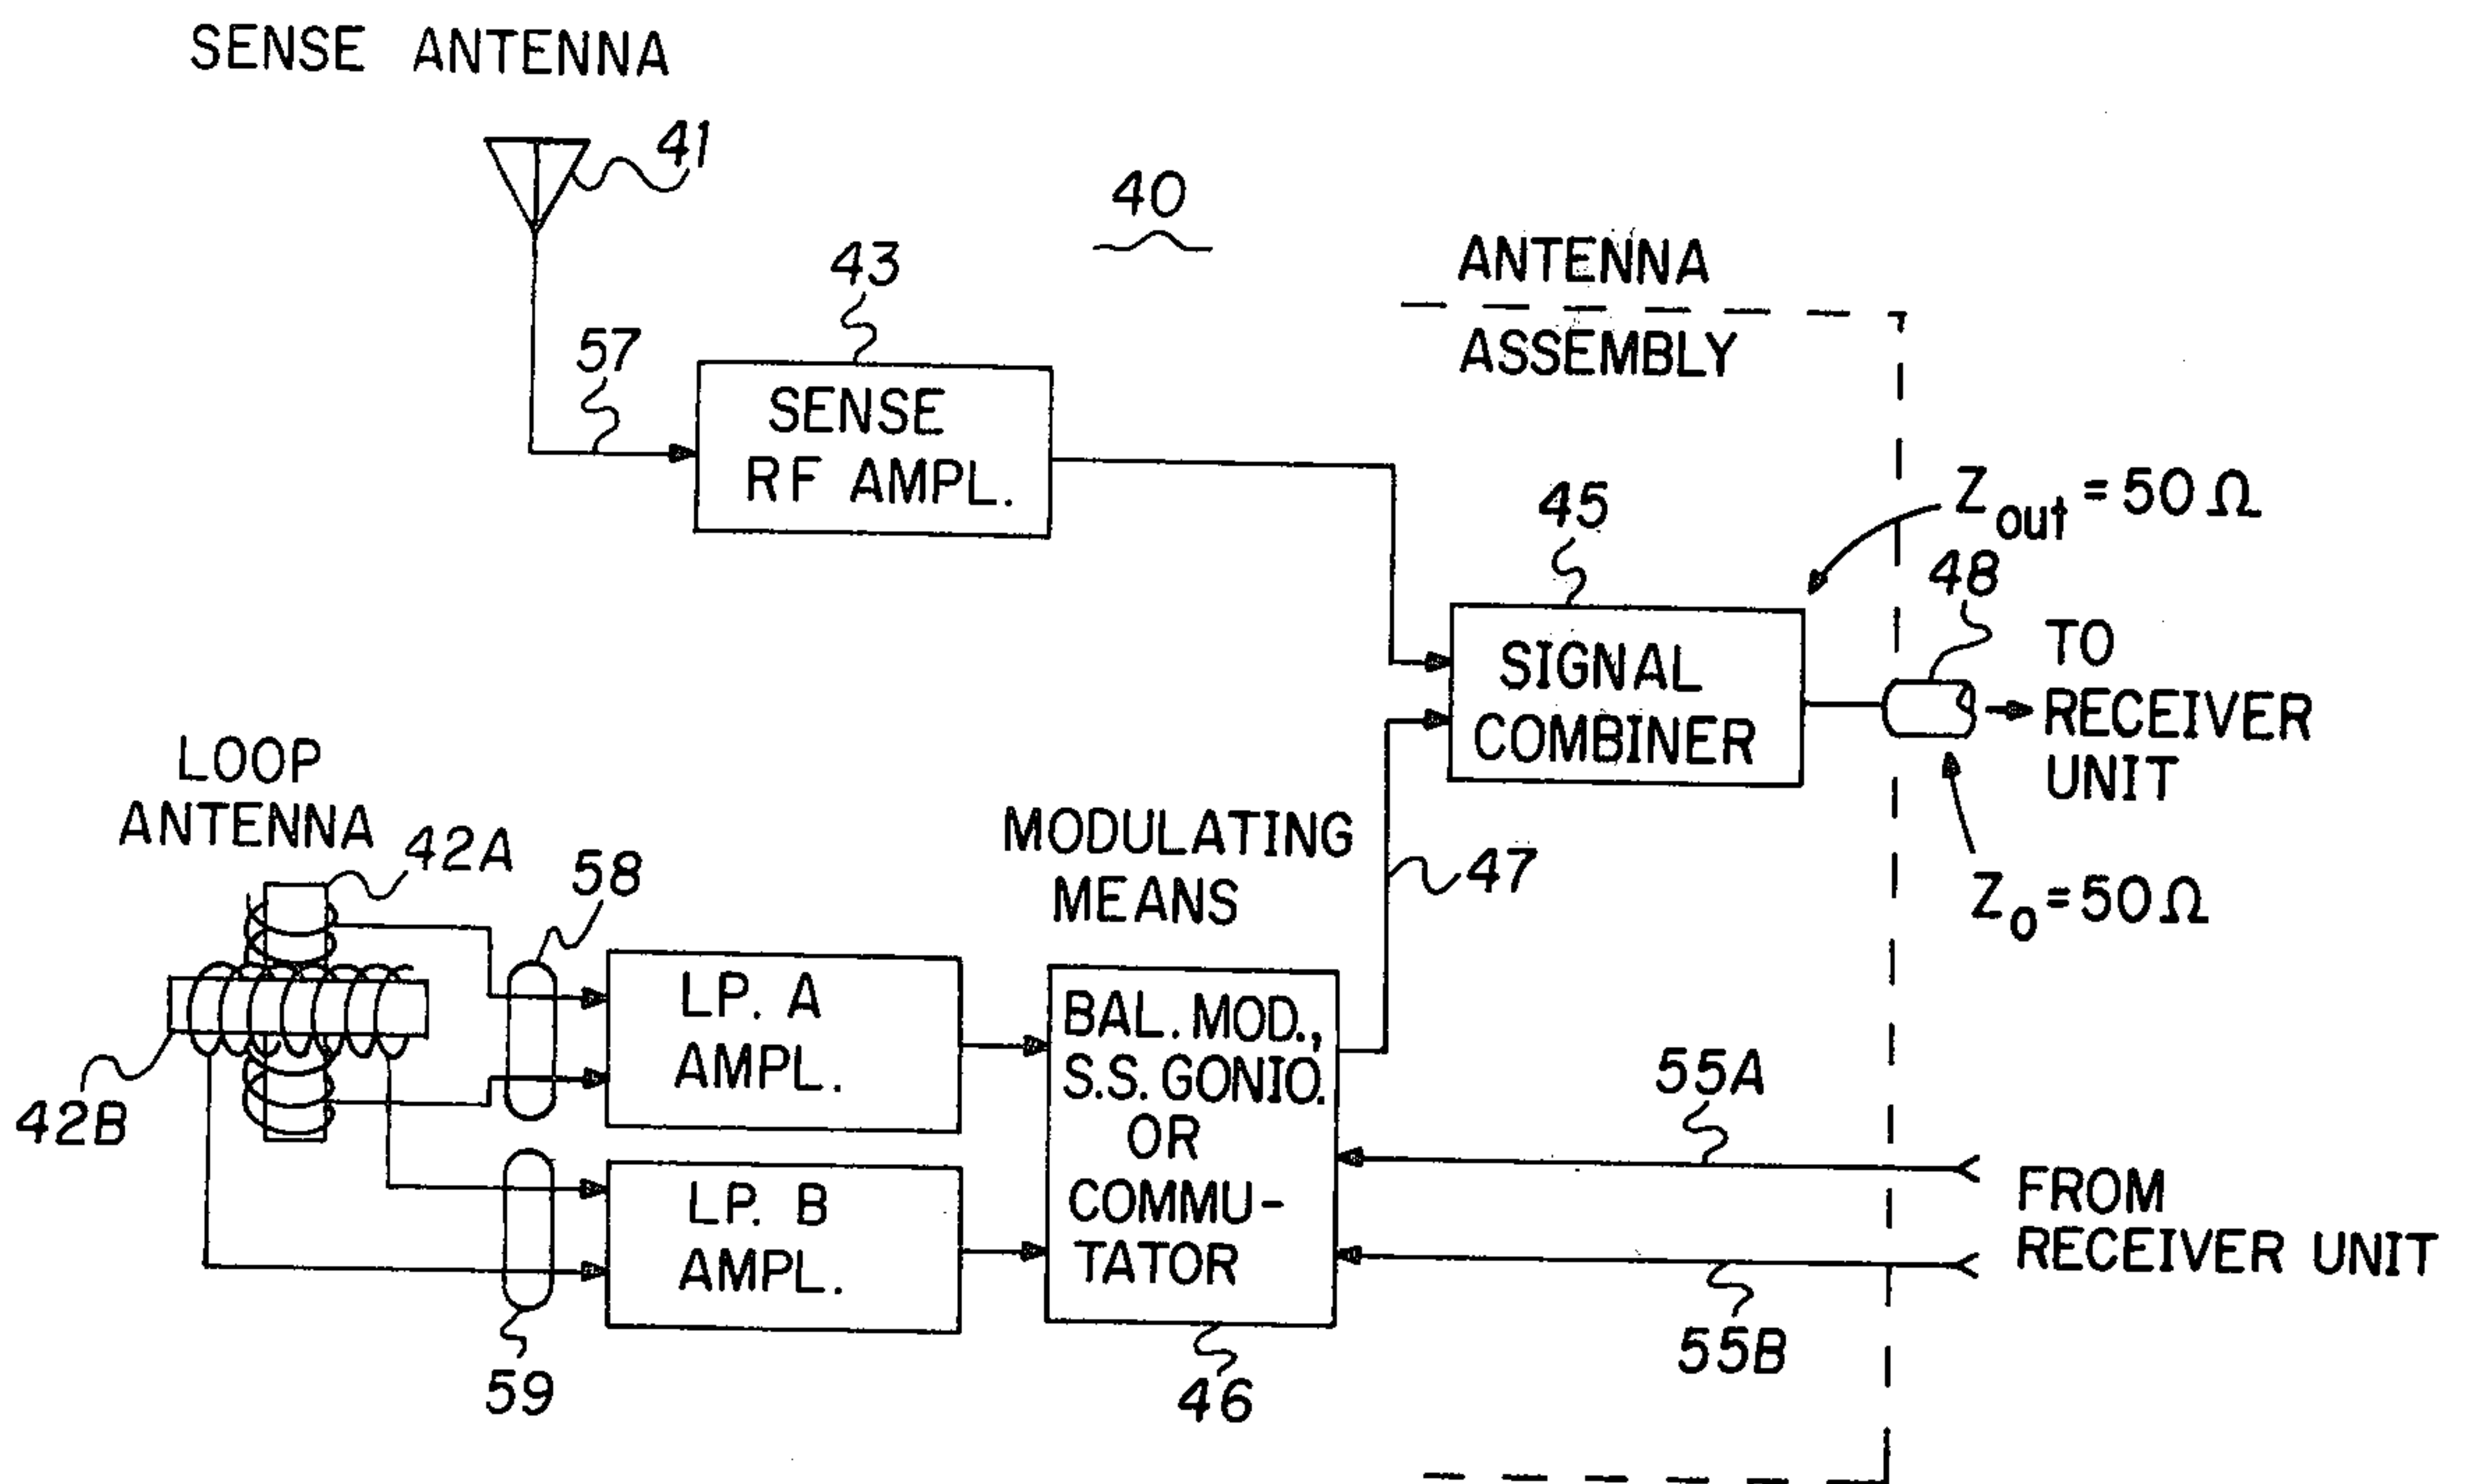 SENSE ANTENNA
41
40
43
57
SENSE
RF AMPL.
ANTENNA
ASSEMBLY
45
Zout = 50 Ω
48
SIGNAL
COMBINER
TO
RECEIVER
UNIT
Zo = 50 Ω
LOOP
ANTENNA
42A
58
MODULATING
MEANS
47
LP. A
AMPL.
BAL. MOD.,
S.S. GONIO.
OR
COMMU-
TATOR
42B
LP. B
AMPL.
55A
FROM
RECEIVER UNIT
55B
59
46